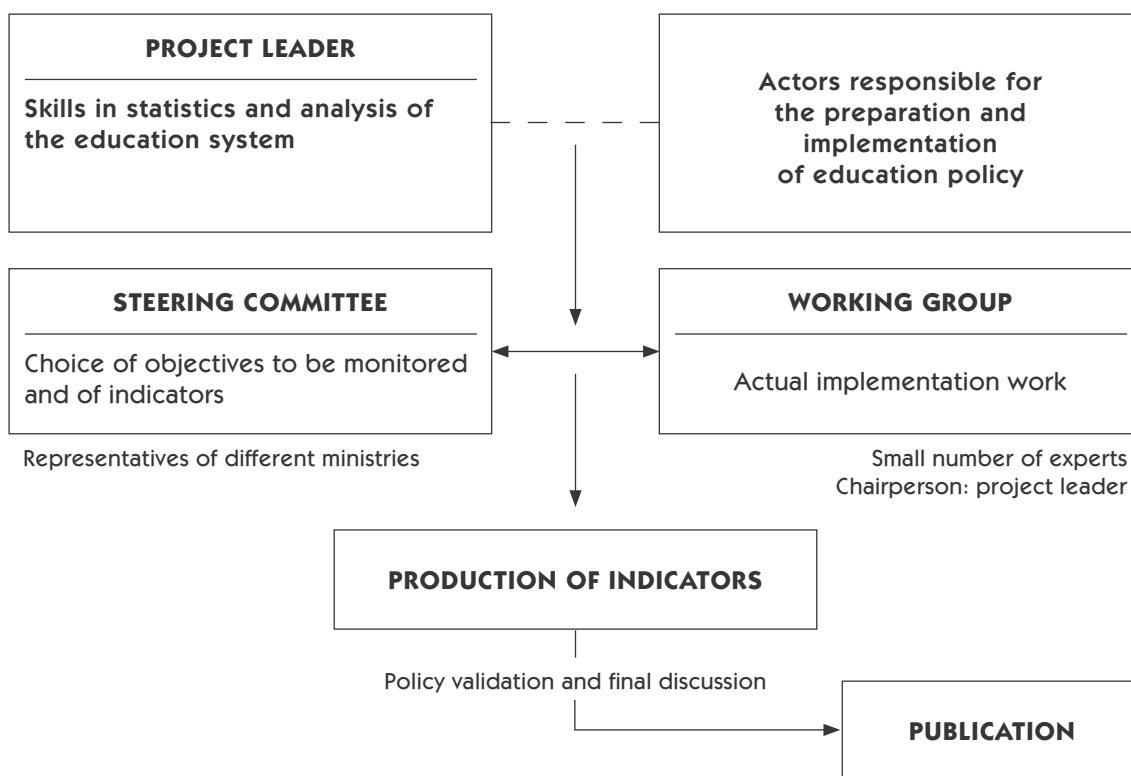 PROJECT LEADER
Skills in statistics and analysis of
the education system
Actors responsible for
the preparation and
implementation
of education policy
STEERING COMMITTEE
Choice of objectives to be monitored
and of indicators
Representatives of different ministries
WORKING GROUP
Actual implementation work
Small number of experts
Chairperson: project leader
PRODUCTION OF INDICATORS
Policy validation and final discussion
PUBLICATION